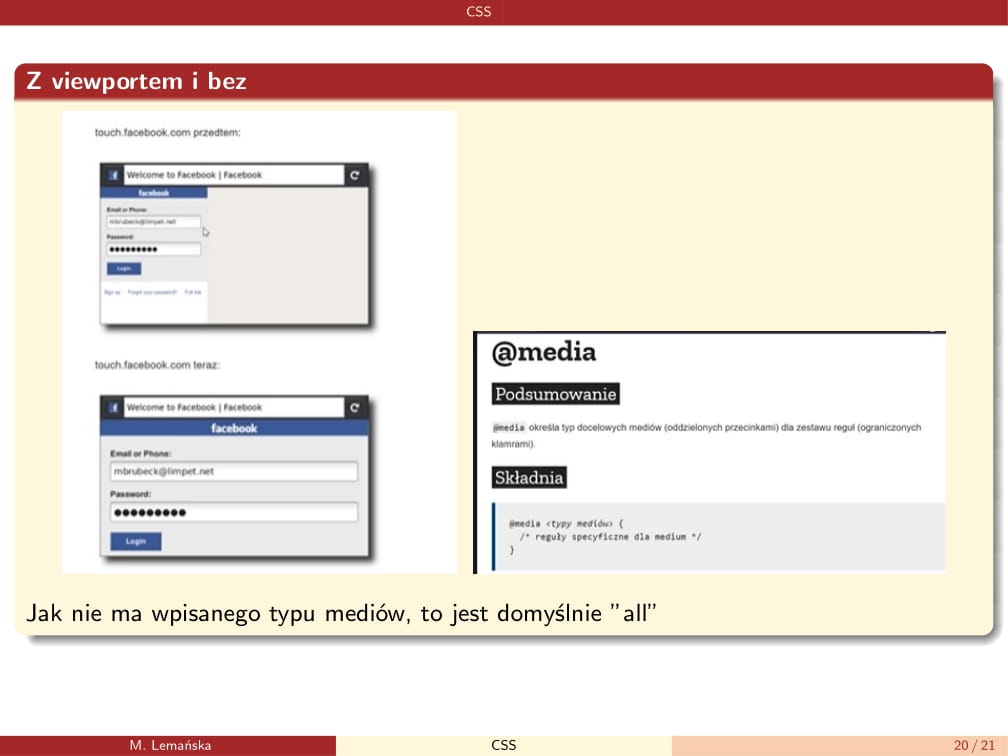 CSS
Z viewportem i bez
touch.facebook.com przedtem:
Welcome to Facebook | Facebook
facebook
Email or Phone:
mbrubeck@limpet.net
Password:
●●●●●●●●●
Login
Sign up Forgot your password? Full site
touch.facebook.com teraz:
Welcome to Facebook | Facebook
facebook
Email or Phone:
mbrubeck@limpet.net
Password:
●●●●●●●●●
Login
@media
Podsumowanie
@media określa typ docelowych mediów (oddzielonych przecinkami) dla zestawu reguł (ograniczonych
klamrami).
Składnia
@media <typy mediów> {
/* reguły specyficzne dla medium */
}
Jak nie ma wpisanego typu mediów, to jest domyślnie ”all”
M. Lemańska
CSS
20 / 21